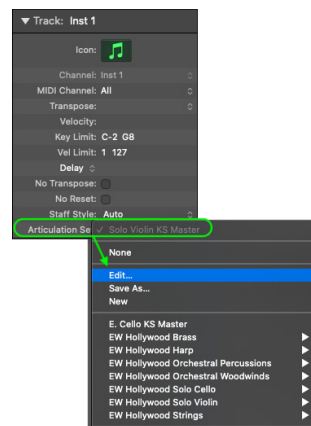 Track: Inst 1
Icon:
Channel: Inst 1
MIDI Channel: All
Transpose:
Velocity:
Key Limit: C-2 G8
Vel Limit: 1 127
Delay
No Transpose:
No Reset:
Staff Style: Auto
Articulation Se ✓ Solo Violin KS Master
None
Edit...
Save As...
New
E. Cello KS Master
EW Hollywood Brass
EW Hollywood Harp
EW Hollywood Orchestral Percussions
EW Hollywood Orchestral Woodwinds
EW Hollywood Solo Cello
EW Hollywood Solo Violin
EW Hollywood Strings